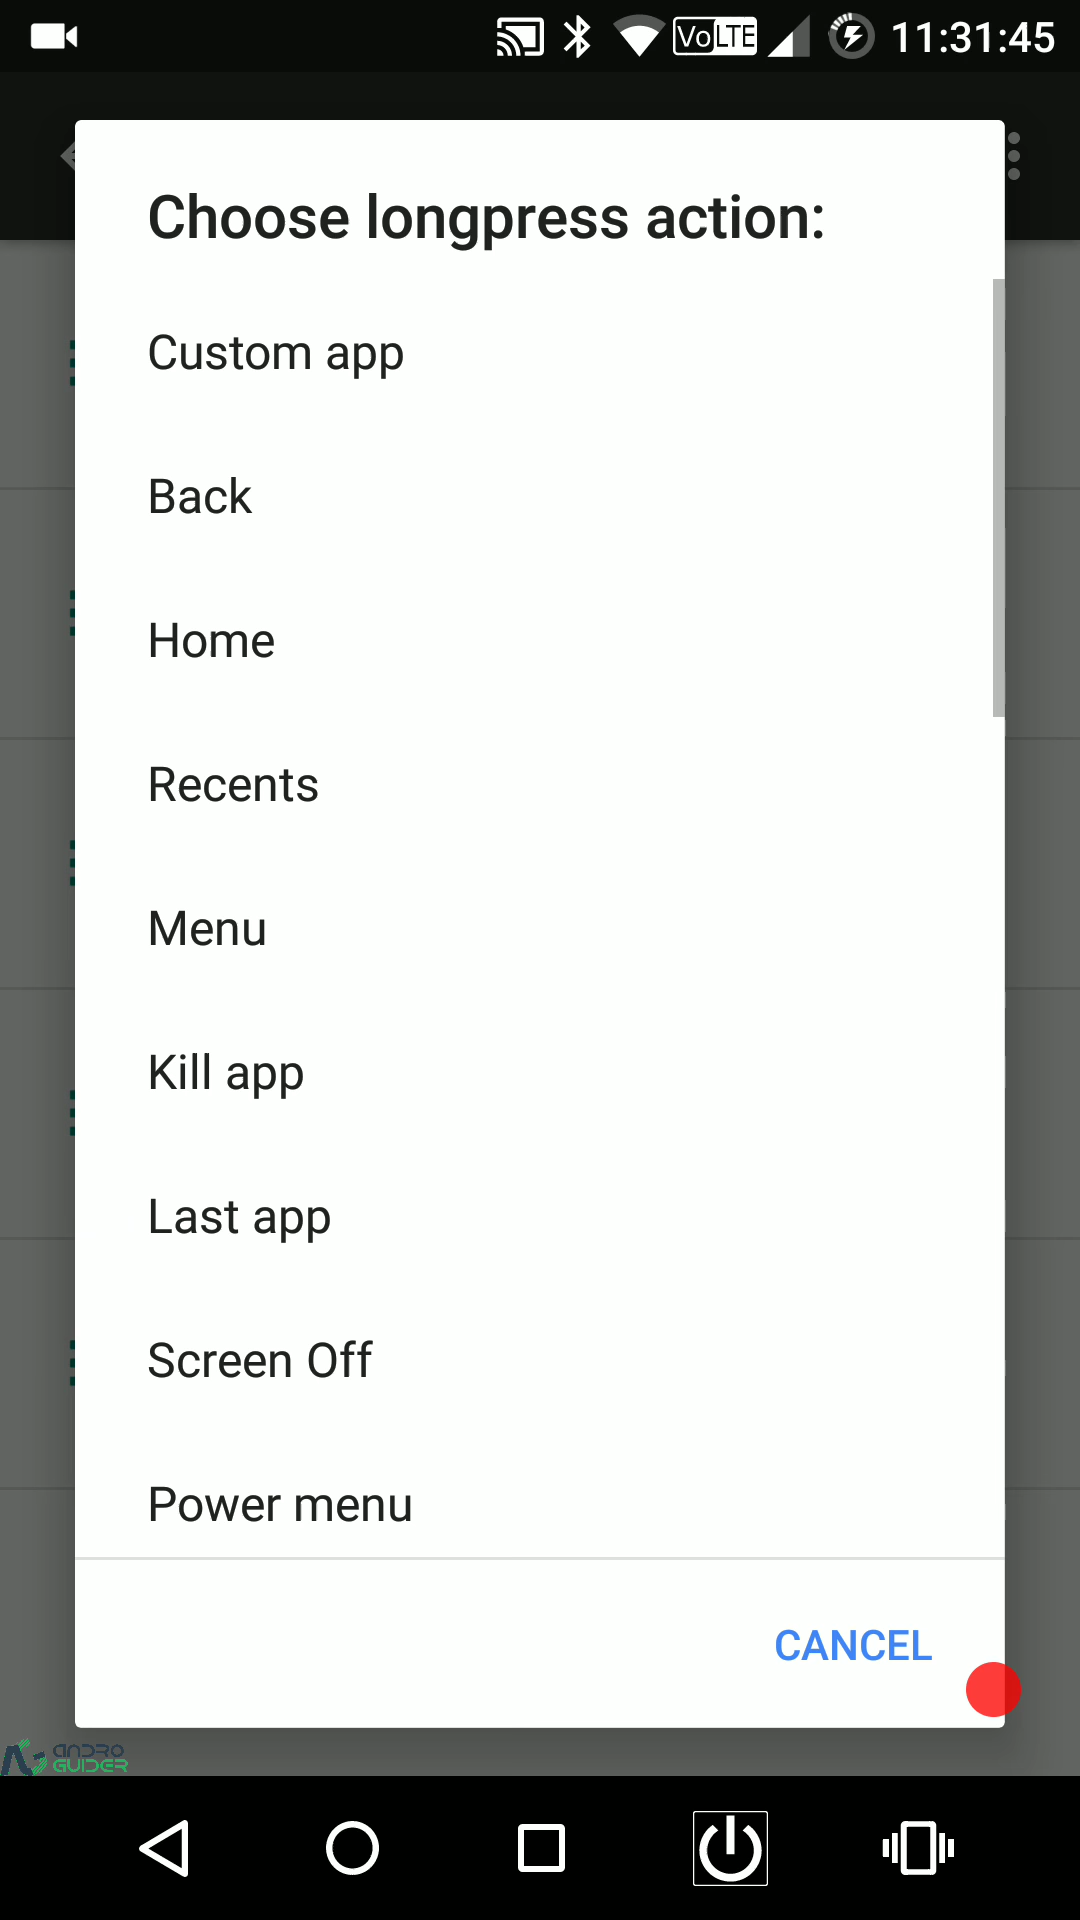 VoLTE 11:31:45
Choose longpress action:
Custom app
Back
Home
Recents
Menu
Kill app
Last app
Screen Off
Power menu
CANCEL
ANDRO
GUIDER